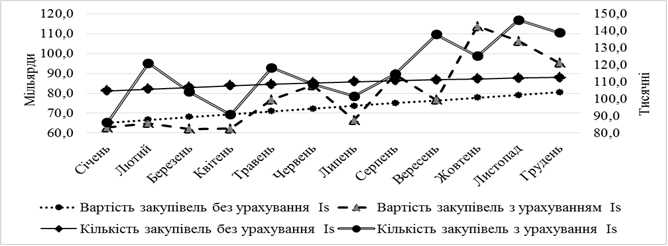 120,0
110,0
100,0
90,0
80,0
70,0
60,0
Мільярди
150,0
140,0
130,0
120,0
110,0
100,0
90,0
80,0
Тисячні
Січень
Лютий
Березень
Квітень
Травень
Червень
Липень
Серпень
Вересень
Жовтень
Листопад
Грудень
Вартість закупівель без урахування Is
Вартість закупівель з урахуванням Is
Кількість закупівель без урахування Is
Кількість закупівель з урахування Is